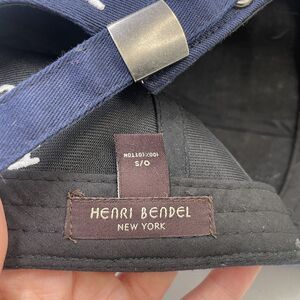 HENRI BENDEL
NEW YORK
100% COTTON
O/S